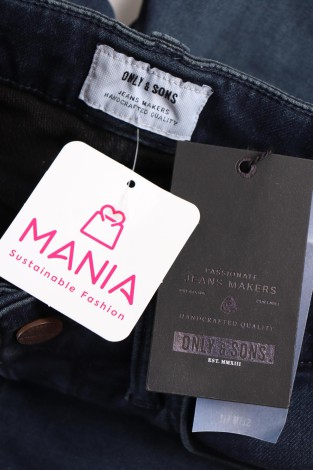 ONLY & SONS
JEANS MAKERS
HANDCRAFTED QUALITY
MANIA
Sustainable Fashion
PASSIONATE
JEANS MAKERS
HANDCRAFTED QUALITY
ONLY & SONS
EST. MMXIII